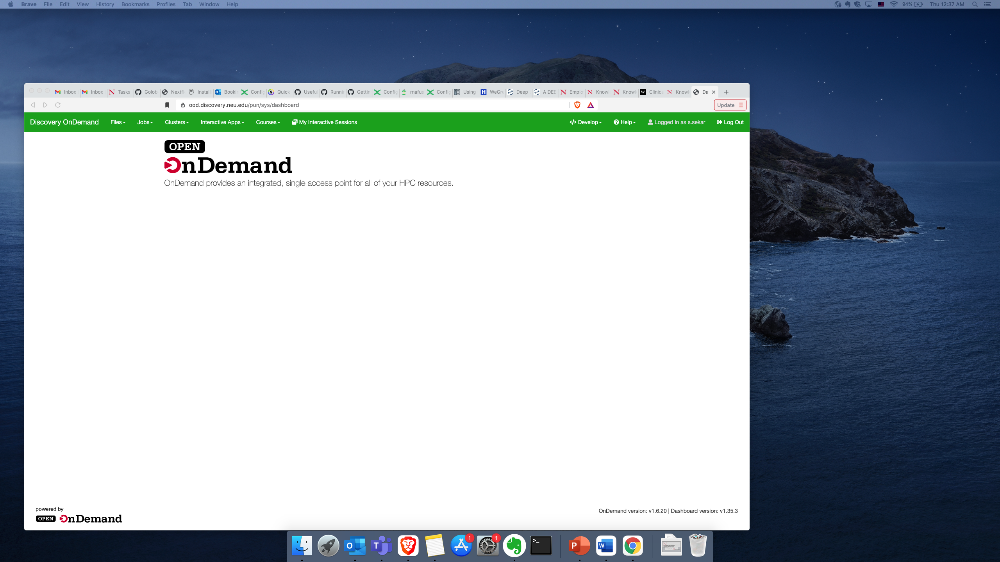 Brave File Edit View History Bookmarks Profiles Tab Window Help 94% Thu 12:37 AM
Inbox Inbox Tasks Golob Nextfl Install Bookin Config Quick Useful Runnin Gettin Config rnafus Config Using WeGre Deep A DEE Emplo Knowl Knowl Clinica Knowl Da
ood.discovery.neu.edu/pun/sys/dashboard Update
Discovery OnDemand Files Jobs Clusters Interactive Apps Courses My Interactive Sessions Develop Help Logged in as s.sekar Log Out
OPEN
OnDemand
OnDemand provides an integrated, single access point for all of your HPC resources.
powered by
OPEN OnDemand
OnDemand version: v1.6.20 | Dashboard version: v1.35.3
1 1